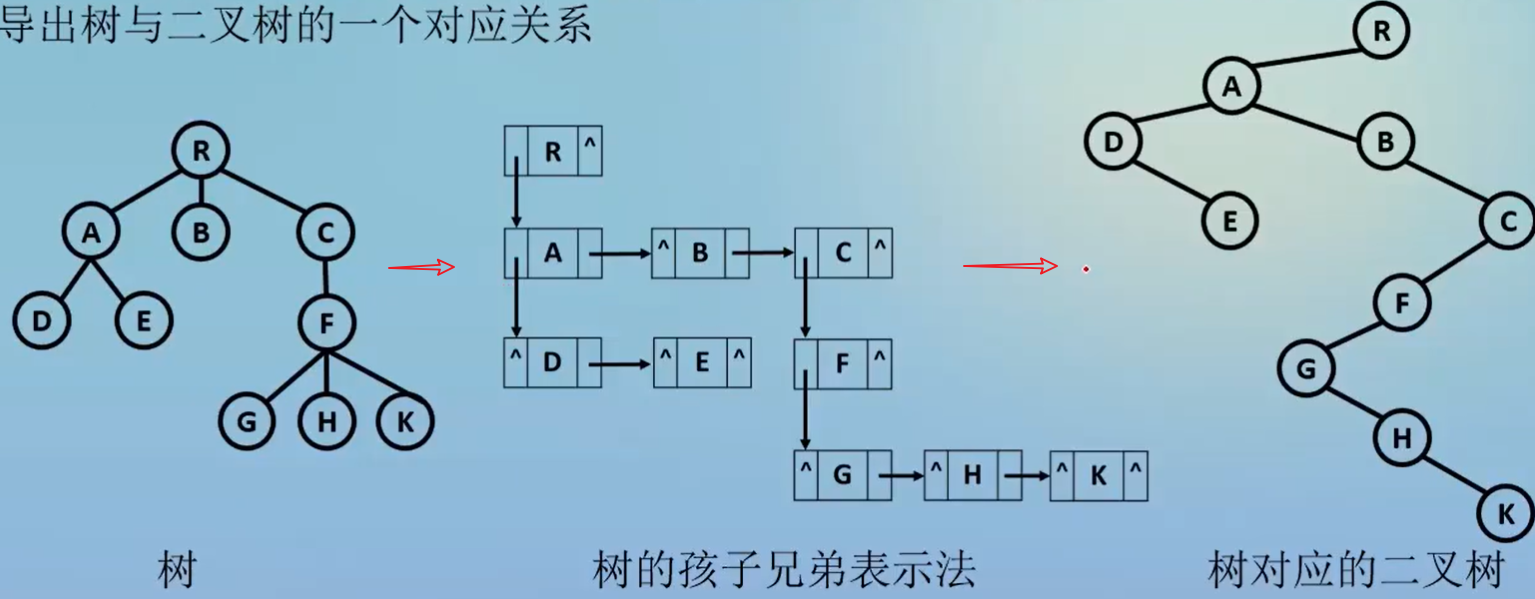 导出树与二叉树的一个对应关系
R
A B C
D E F
G H K
R ^
A ^ B C ^
^ D ^ E ^ F ^
^ G ^ H ^ K ^
R
A
D B
E C
F
G
H
K
树 树的孩子兄弟表示法 树对应的二叉树